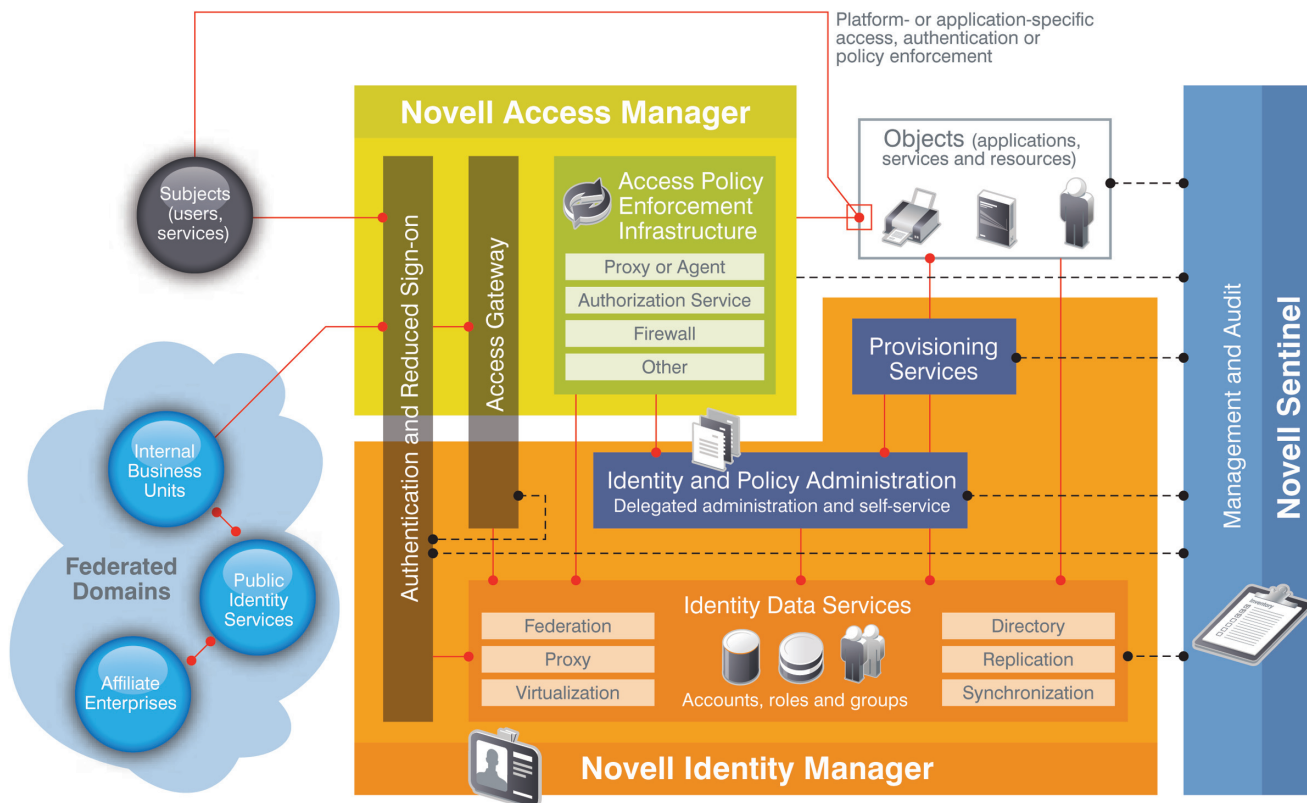 Platform- or application-specific
access, authentication or
policy enforcement
Novell Access Manager
Subjects
(users,
services)
Authentication and Reduced Sign-on
Access Gateway
Access Policy
Enforcement
Infrastructure
Proxy or Agent
Authorization Service
Firewall
Other
Objects (applications,
services and resources)
Provisioning
Services
Management and Audit
Novell Sentinel
Inventory
Internal
Business
Units
Federated
Domains
Public
Identity
Services
Affiliate
Enterprises
Identity and Policy Administration
Delegated administration and self-service
Identity Data Services
Federation
Proxy
Virtualization
Accounts, roles and groups
Directory
Replication
Synchronization
Novell Identity Manager